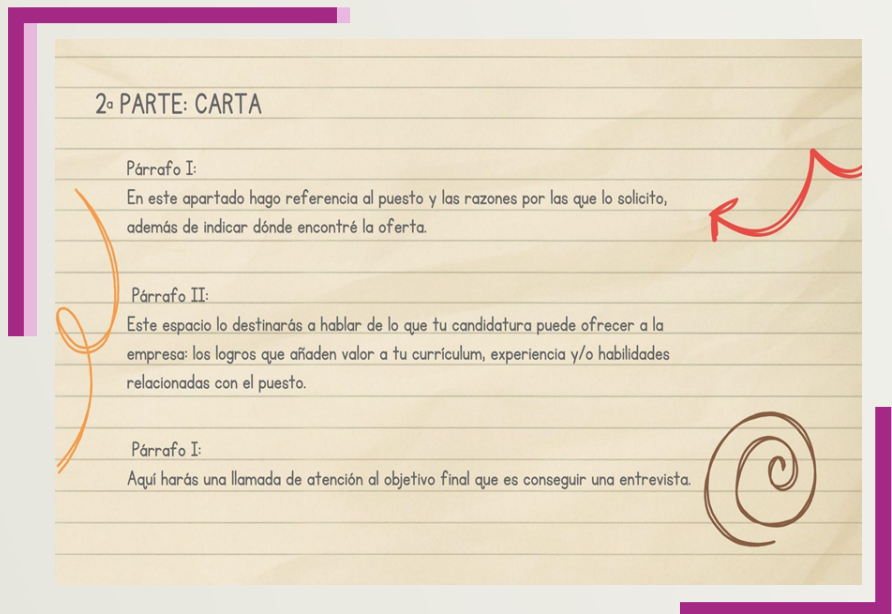 2ª PARTE: CARTA
Párrafo I:
En este apartado hago referencia al puesto y las razones por las que lo solicito,
además de indicar dónde encontré la oferta.
Párrafo II:
Este espacio lo destinarás a hablar de lo que tu candidatura puede ofrecer a la
empresa: los logros que añaden valor a tu currículum, experiencia y/o habilidades
relacionadas con el puesto.
Párrafo I:
Aquí harás una llamada de atención al objetivo final que es conseguir una entrevista.